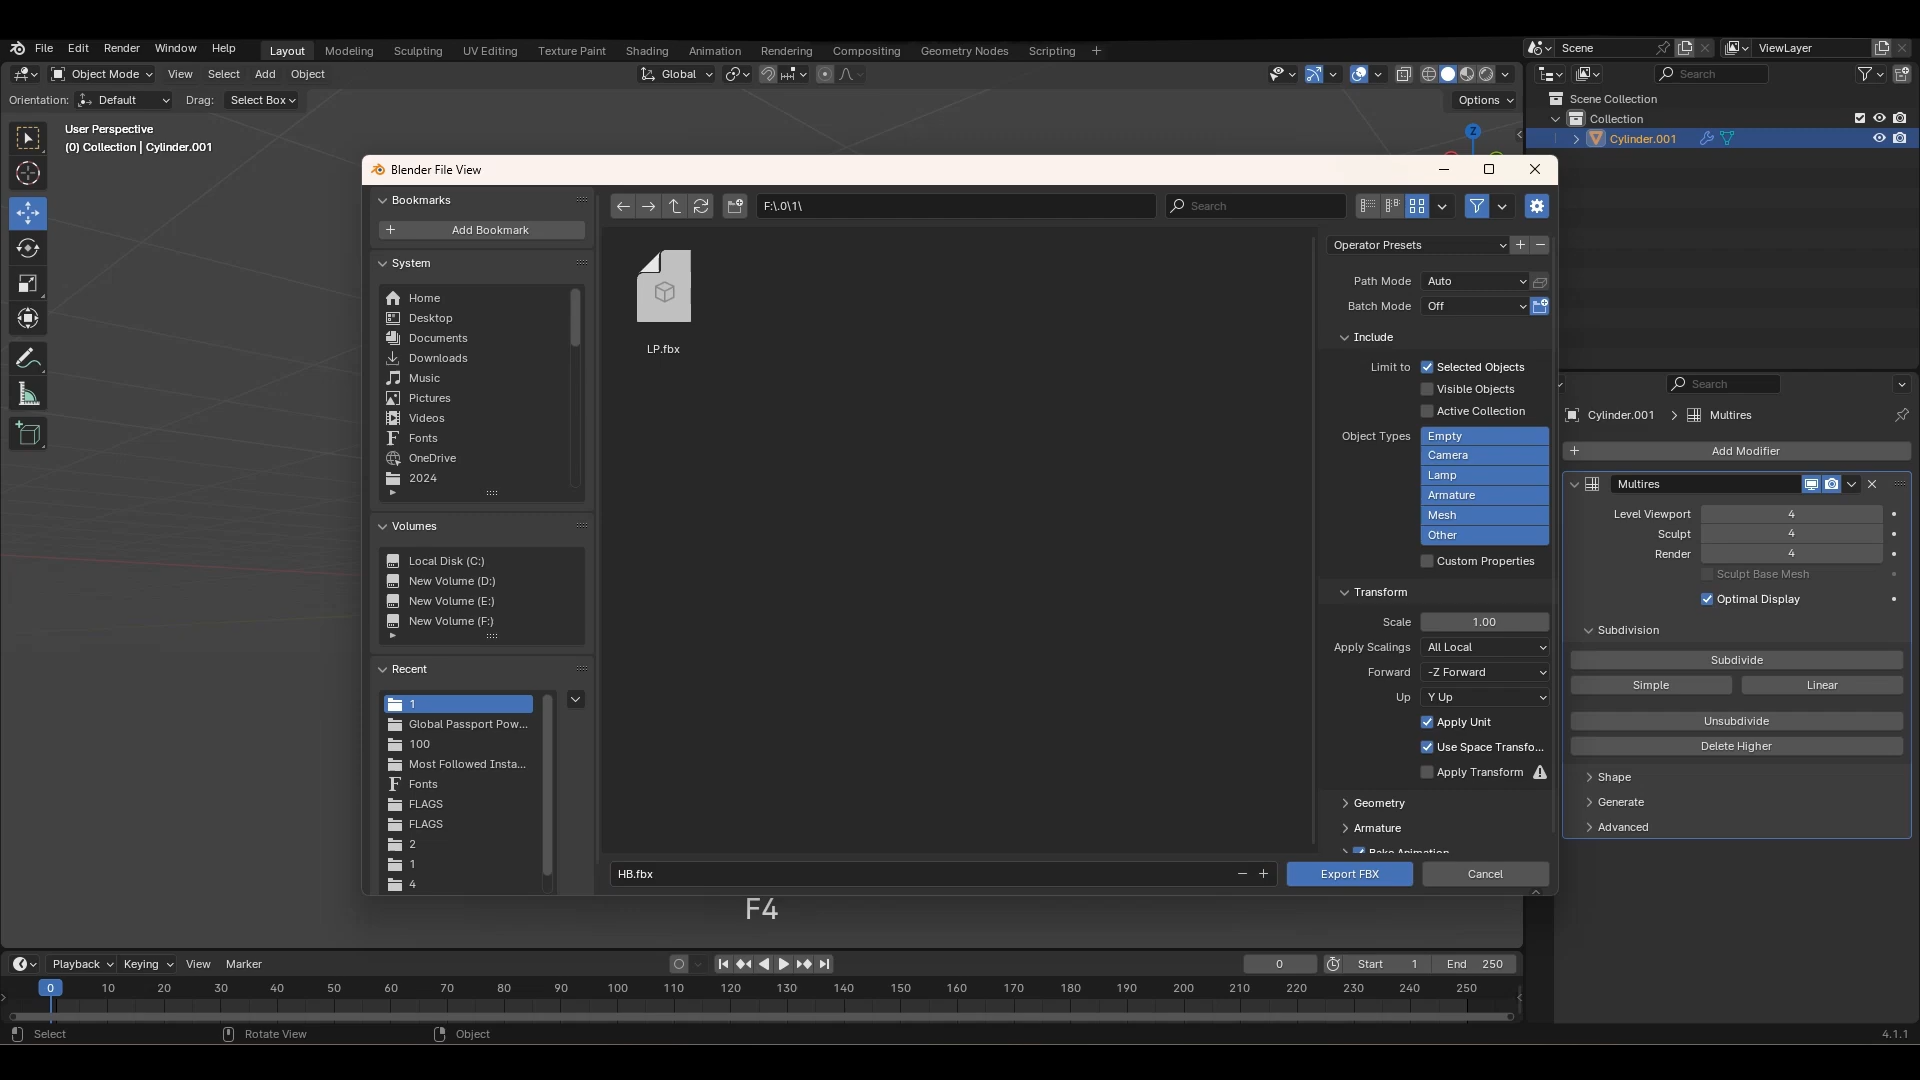 File Edit Render Window Help Layout Modeling Sculpting UV Editing Texture Paint Shading Animation Rendering Compositing Geometry Nodes Scripting Scene ViewLayer
Object Mode View Select Add Object Global Search
Orientation: Default Drag: Select Box Options
Scene Collection
Collection
Cylinder.001
User Perspective
(0) Collection | Cylinder.001
Z
Blender File View
Bookmarks
Add Bookmark
System
Home
Desktop
Documents
Downloads
Music
Pictures
Videos
Fonts
OneDrive
2024
Volumes
Local Disk (C:)
New Volume (D:)
New Volume (E:)
New Volume (F:)
Recent
1
Global Passport Pow...
100
Most Followed Insta...
Fonts
FLAGS
FLAGS
2
1
4
F:\.0\1\
Search
LP.fbx
Operator Presets
Path Mode Auto
Batch Mode Off
Include
Limit to Selected Objects
Visible Objects
Active Collection
Object Types Empty
Camera
Lamp
Armature
Mesh
Other
Custom Properties
Transform
Scale 1.00
Apply Scalings All Local
Forward -Z Forward
Up Y Up
Apply Unit
Use Space Transfo...
Apply Transform
Geometry
Armature
Bake Animation
HB.fbx
Export FBX
Cancel
F4
Search
Cylinder.001 Multires
Add Modifier
Multires
Level Viewport 4
Sculpt 4
Render 4
Sculpt Base Mesh
Optimal Display
Subdivision
Subdivide
Simple Linear
Unsubdivide
Delete Higher
Shape
Generate
Advanced
Playback Keying View Marker 0 Start 1 End 250
0 10 20 30 40 50 60 70 80 90 100 110 120 130 140 150 160 170 180 190 200 210 220 230 240 250
Select Rotate View Object 4.1.1